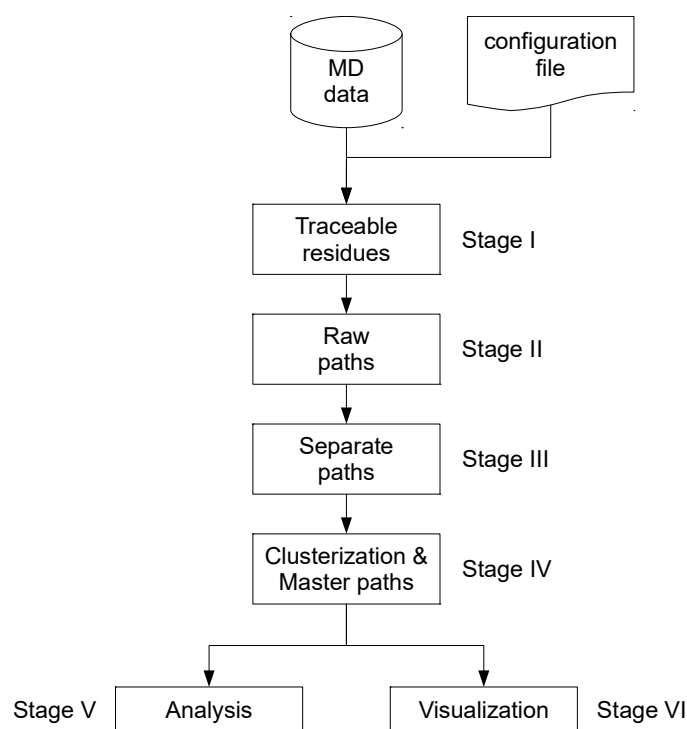 MD
data
configuration
file
Traceable
residues
Stage I
Raw
paths
Stage II
Separate
paths
Stage III
Clusterization &
Master paths
Stage IV
Stage V
Analysis
Visualization
Stage VI